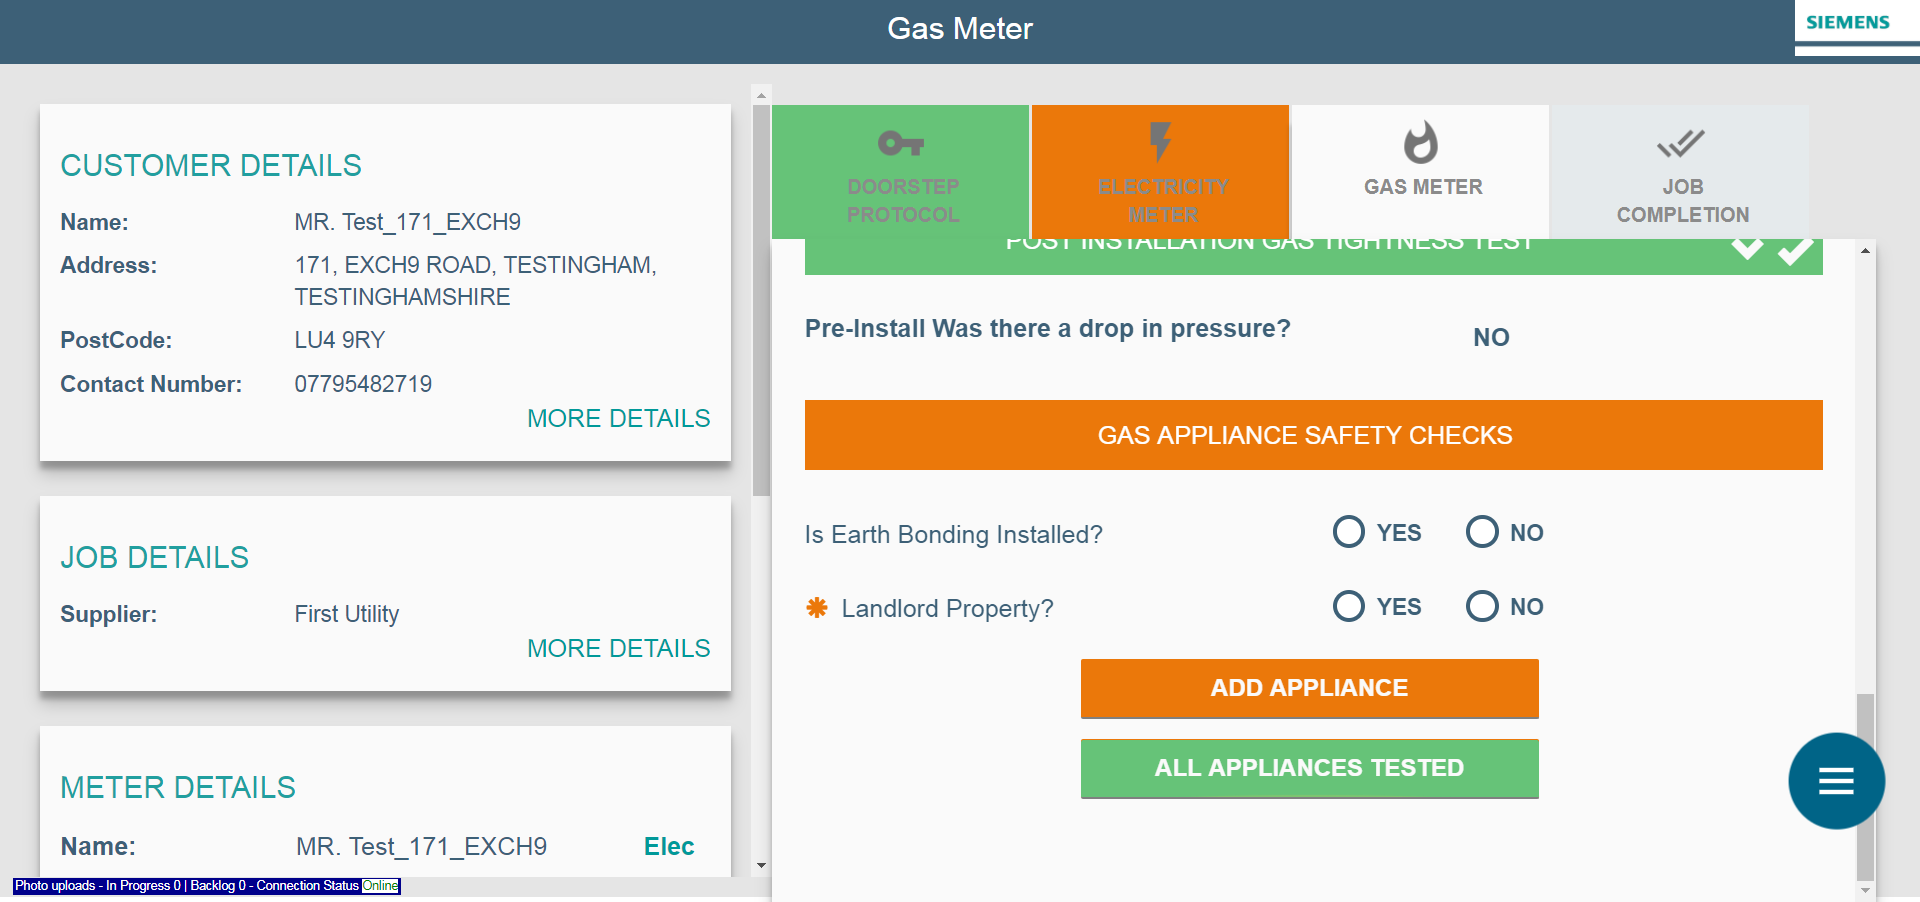 Gas Meter
SIEMENS
CUSTOMER DETAILS
Name: MR. Test_171_EXCH9
Address: 171, EXCH9 ROAD, TESTINGHAM,
TESTINGHAMSHIRE
PostCode: LU4 9RY
Contact Number: 07795482719
MORE DETAILS
JOB DETAILS
Supplier: First Utility
MORE DETAILS
METER DETAILS
Name: MR. Test_171_EXCH9 Elec
Photo uploads - In Progress 0 | Backlog 0 - Connection Status Online
DOORSTEP
PROTOCOL
ELECTRICITY
METER
GAS METER
JOB
COMPLETION
POST INSTALLATION GAS TIGHTNESS TEST
Pre-Install Was there a drop in pressure? NO
GAS APPLIANCE SAFETY CHECKS
Is Earth Bonding Installed? YES NO
Landlord Property? YES NO
ADD APPLIANCE
ALL APPLIANCES TESTED